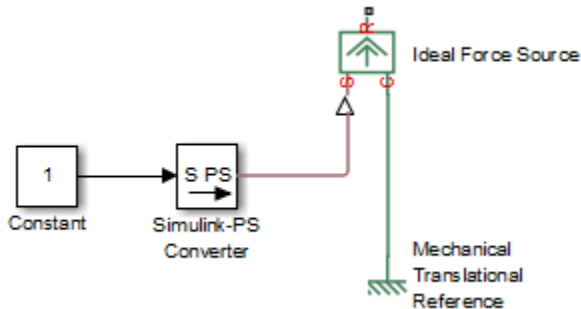 R
Ideal Force Source
S
C
1
S PS
Constant
Simulink-PS
Converter
Mechanical
Translational
Reference